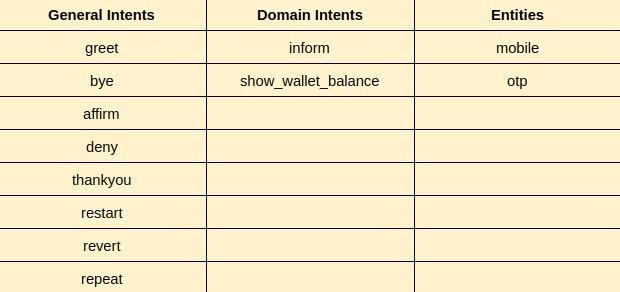 General Intents Domain Intents Entities
greet inform mobile
bye show_wallet_balance otp
affirm
deny
thankyou
restart
revert
repeat